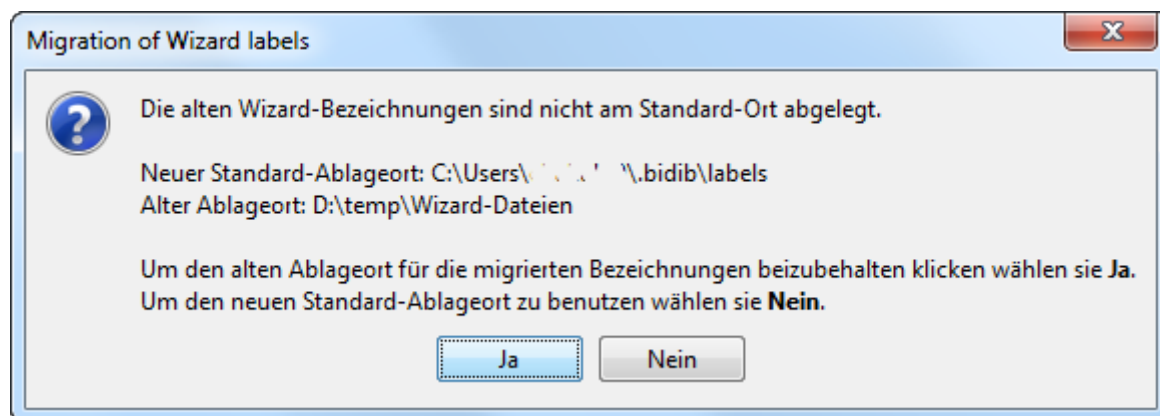 Migration of Wizard labels
Die alten Wizard-Bezeichnungen sind nicht am Standard-Ort abgelegt.
Neuer Standard-Ablageort: C:\Users\ \.bidib\labels
Alter Ablageort: D:\temp\Wizard-Dateien
Um den alten Ablageort für die migrierten Bezeichnungen beizubehalten klicken wählen sie Ja.
Um den neuen Standard-Ablageort zu benutzen wählen sie Nein.
Ja Nein